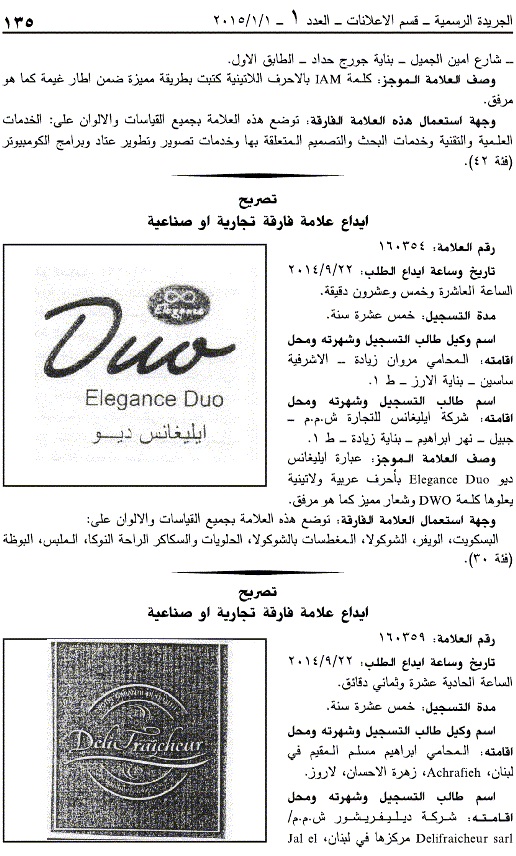 الجريدة الرسمية ـ قسم الاعلانات ـ العدد ١ ـ ٢٠١٥/١/١
١٣٥
ـ شارع امين الجميل ـ بناية جورج حداد ـ الطابق الاول.
وصف العلامة الموجز: كلمة IAM بالاحرف اللاتينية كتبت بطريقة مميزة ضمن اطار غيمة كما هو
مرفق.
وجهة استعمال هذه العلامة الفارقة: توضع هذه العلامة بجميع القياسات والالوان على: الخدمات
العلمية والتقنية وخدمات البحث والتصميم المتعلقة بها وخدمات تصوير وتطوير عتاد وبرامج الكومبيوتر
(فئة ٤٢).
تصريح
ايداع علامة فارقة تجارية او صناعية
رقم العلامة: ١٦٠٣٥٤
تاريخ وساعة ايداع الطلب: ٢٠١٤/٩/٢٢
الساعة العاشرة وخمس وعشرون دقيقة.
مدة التسجيل: خمس عشرة سنة.
اسم وكيل طالب التسجيل وشهرته ومحل
اقامته: المحامي مروان زيادة ـ الاشرفية
ساسين ـ بناية الارز ـ ط ١.
اسم طالب التسجيل وشهرته ومحل
اقامته: شركة ايليغانس للتجارة ش.م.م ـ
جبيل ـ نهر ابراهيم ـ بناية زيادة ـ ط ١.
وصف العلامة الموجز: عبارة ايليغانس
ديو Elegance Duo بأحرف عربية ولاتينية
يعلوها كلمة DWO وشعار مميز كما هو مرفق.
Elegance
Duo
Elegance Duo
ايليغانس ديـــو
وجهة استعمال العلامة الفارقة: توضع هذه العلامة بجميع القياسات والالوان على:
البسكويت، الويفر، الشوكولا، المغطسات بالشوكولا، الحلويات والسكاكر الراحة النوكا، الملبس، البوظة
(فئة ٣٠).
تصريح
ايداع علامة فارقة تجارية او صناعية
رقم العلامة: ١٦٠٣٥٩
تاريخ وساعة ايداع الطلب: ٢٠١٤/٩/٢٢
الساعة الحادية عشرة وثماني دقائق.
مدة التسجيل: خمس عشرة سنة.
اسم وكيل طالب التسجيل وشهرته ومحل
اقامته: المحامي ابراهيم مسلم المقيم في
لبنان، Achrafieh، زهرة الاحسان، لاروز.
اسم طالب التسجيل وشهرته ومحل
اقامته: شركة ديليفريشور ش.م.م/
Delifraicheur sarl مركزها في لبنان، Jal el
Deli Fraicheur